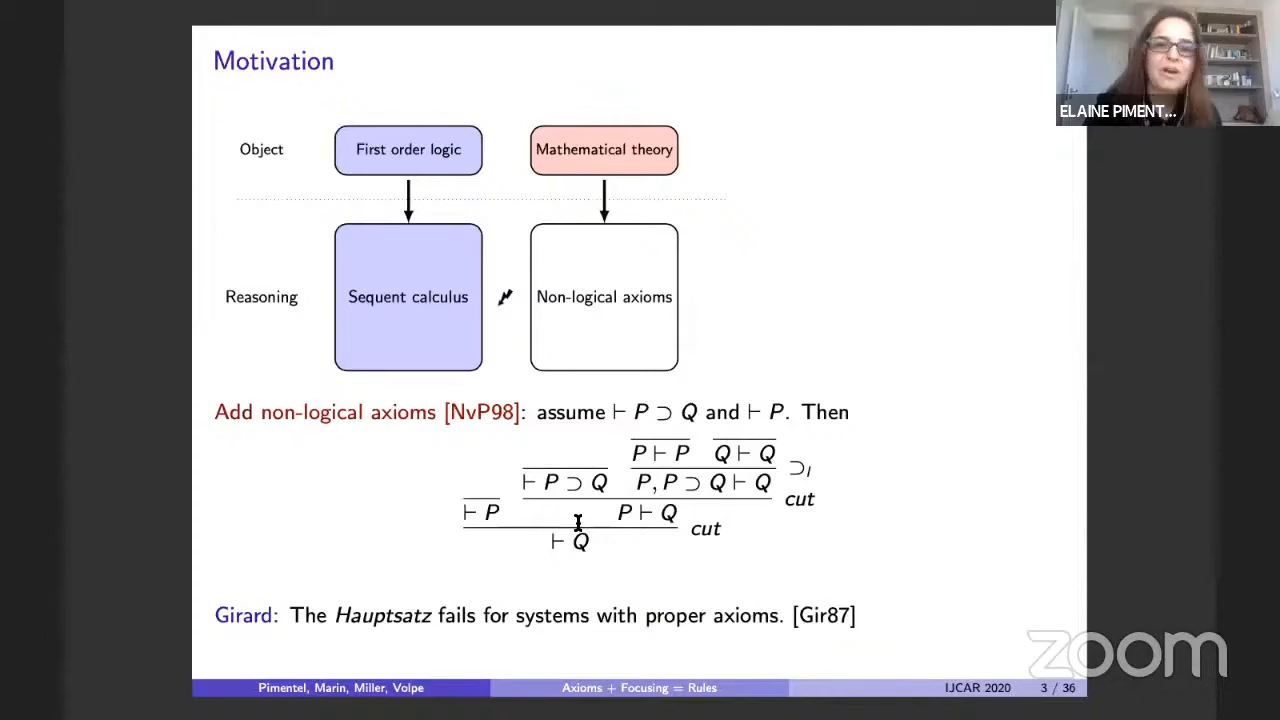 Motivation
ELAINE PIMENT...
Object
First order logic
Mathematical theory
Reasoning
Sequent calculus
Non-logical axioms
Add non-logical axioms [NvP98]: assume ⊢ P ⊃ Q and ⊢ P. Then
P ⊢ P Q ⊢ Q
⊃l
⊢ P ⊃ Q P, P ⊃ Q ⊢ Q
cut
⊢ P P ⊢ Q
cut
⊢ Q
Girard: The Hauptsatz fails for systems with proper axioms. [Gir87]
zoom
Pimentel, Marin, Miller, Volpe Axioms + Focusing = Rules IJCAR 2020 3 / 36